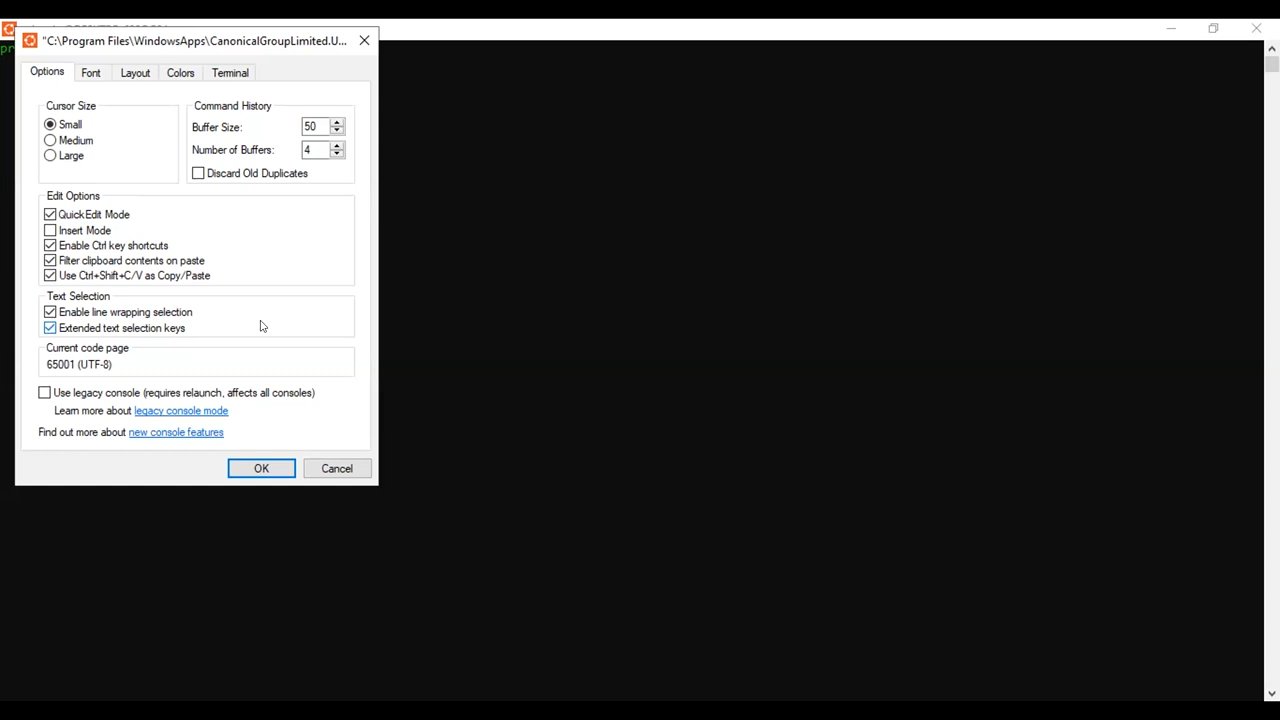 "C:\Program Files\WindowsApps\CanonicalGroupLimited.U...
Options Font Layout Colors Terminal
Cursor Size
Small
Medium
Large
Command History
Buffer Size: 50
Number of Buffers: 4
Discard Old Duplicates
Edit Options
QuickEdit Mode
Insert Mode
Enable Ctrl key shortcuts
Filter clipboard contents on paste
Use Ctrl+Shift+C/V as Copy/Paste
Text Selection
Enable line wrapping selection
Extended text selection keys
Current code page
65001 (UTF-8)
Use legacy console (requires relaunch, affects all consoles)
Learn more about legacy console mode
Find out more about new console features
OK Cancel